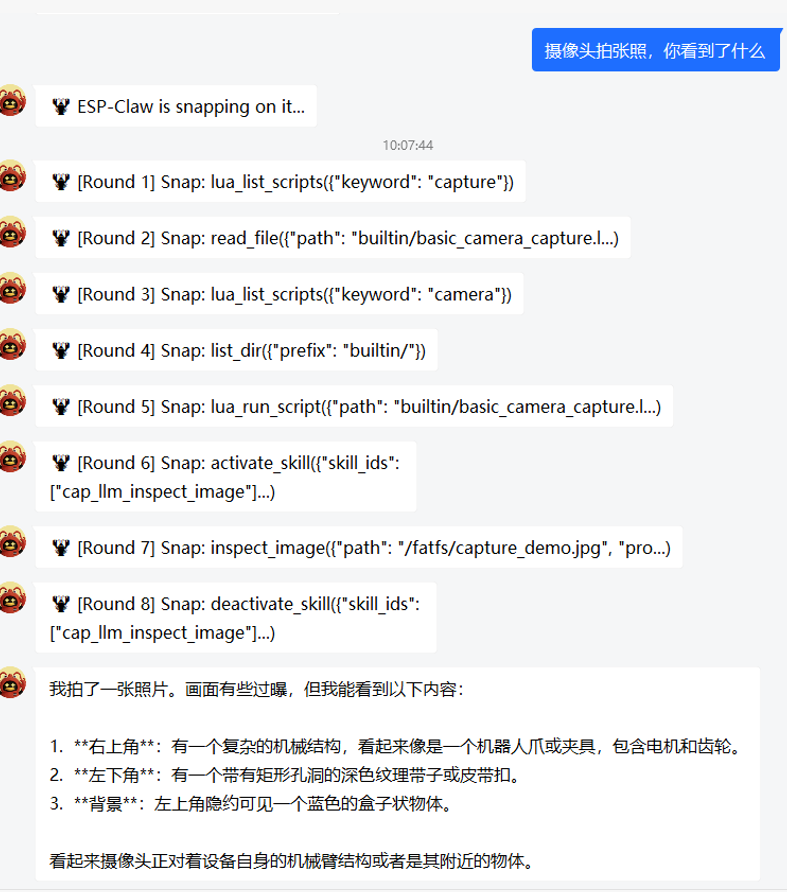 摄像头拍张照，你看到了什么
ESP-Claw is snapping on it...
10:07:44
[Round 1] Snap: lua_list_scripts({"keyword": "capture"})
[Round 2] Snap: read_file({"path": "builtin/basic_camera_capture.l...)
[Round 3] Snap: lua_list_scripts({"keyword": "camera"})
[Round 4] Snap: list_dir({"prefix": "builtin/"})
[Round 5] Snap: lua_run_script({"path": "builtin/basic_camera_capture.l...)
[Round 6] Snap: activate_skill({"skill_ids":
["cap_llm_inspect_image"]...)
[Round 7] Snap: inspect_image({"path": "/fatfs/capture_demo.jpg", "pro...)
[Round 8] Snap: deactivate_skill({"skill_ids":
["cap_llm_inspect_image"]...)
我拍了一张照片。画面有些过曝，但我能看到以下内容：
1. **右上角**：有一个复杂的机械结构，看起来像是一个机器人爪或夹具，包含电机和齿轮。
2. **左下角**：有一个带有矩形孔洞的深色纹理带子或皮带扣。
3. **背景**：左上角隐约可见一个蓝色的盒子状物体。
看起来摄像头正对着设备自身的机械臂结构或者是其附近的物体。